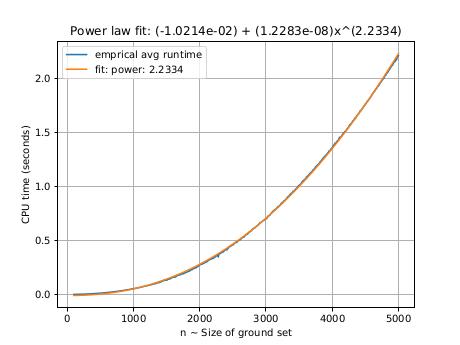 Power law fit: (-1.0214e-02) + (1.2283e-08)x^(2.2334)
emprical avg runtime
fit: power: 2.2334
2.0
1.5
1.0
0.5
0.0
CPU time (seconds)
0 1000 2000 3000 4000 5000
n ~ Size of ground set